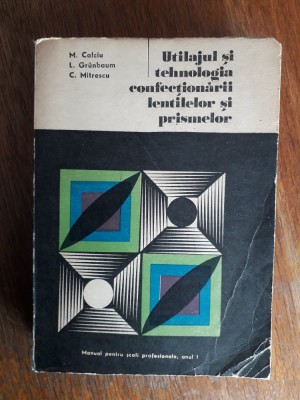 M. Calciu
L. Grünbaum
C. Mitrescu
Utilajul și
tehnologia
confecționării
lentilelor și
prismelor
Manual pentru școli profesionale, anul I